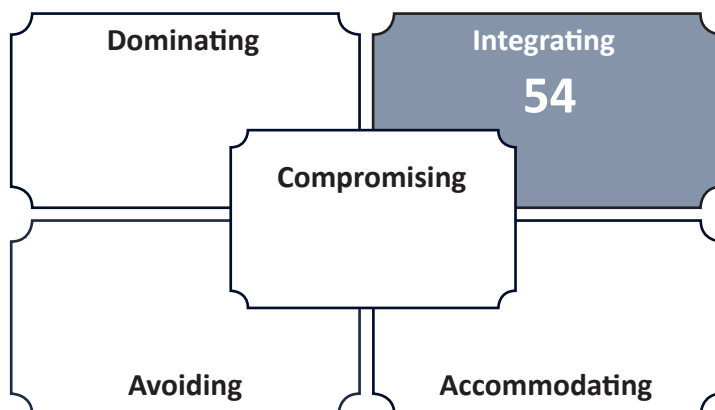 Dominating
Integrating
54
Compromising
Avoiding
Accommodating